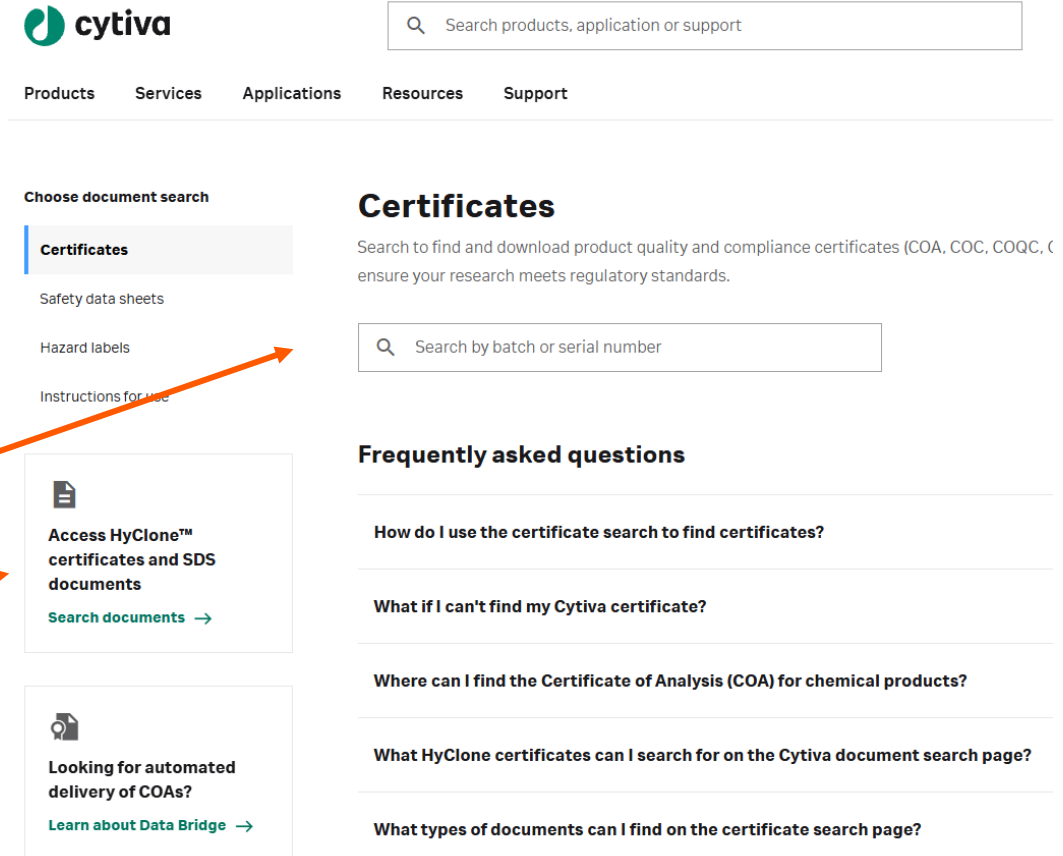 cytiva
Search products, application or support
Products Services Applications Resources Support
Choose document search
Certificates
Safety data sheets
Hazard labels
Instructions for use
Access HyClone™
certificates and SDS
documents
Search documents →
Looking for automated
delivery of COAs?
Learn about Data Bridge →
Certificates
Search to find and download product quality and compliance certificates (COA, COC, COQC,
ensure your research meets regulatory standards.
Search by batch or serial number
Frequently asked questions
How do I use the certificate search to find certificates?
What if I can't find my Cytiva certificate?
Where can I find the Certificate of Analysis (COA) for chemical products?
What HyClone certificates can I search for on the Cytiva document search page?
What types of documents can I find on the certificate search page?